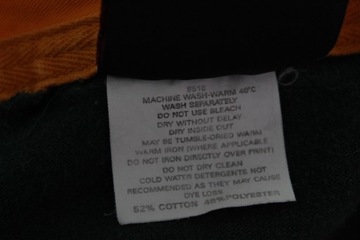 MACHINE WASH-WARM 40°C
WASH SEPARATELY
DO NOT USE BLEACH
DRY WITHOUT DELAY
DRY INSIDE OUT
MAY BE TUMBLE-DRIED WARM
WARM IRON (WHERE APPLICABLE
DO NOT IRON DIRECTLY OVER PRINT)
DO NOT DRY CLEAN
COLD WATER DETERGENTS NOT
RECOMMENDED AS THEY MAY CAUSE
DYE LOSS
52% COTTON 48% POLYESTER